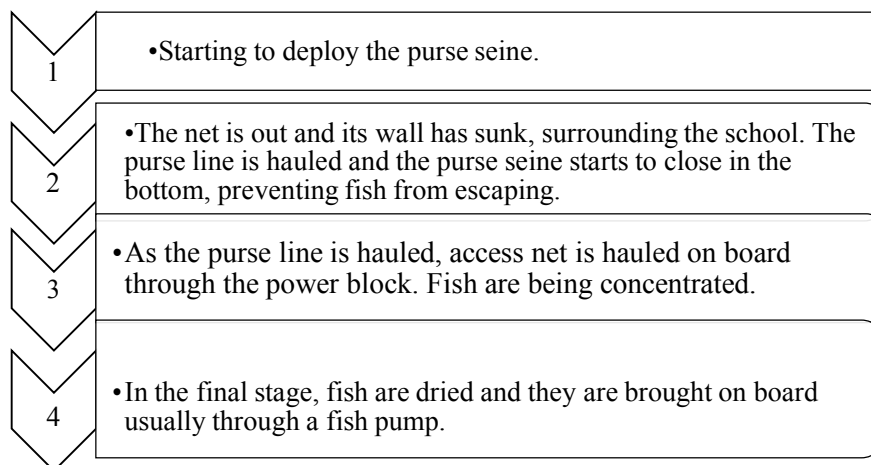 1
•Starting to deploy the purse seine.
2
•The net is out and its wall has sunk, surrounding the school. The
purse line is hauled and the purse seine starts to close in the
bottom, preventing fish from escaping.
3
•As the purse line is hauled, access net is hauled on board
through the power block. Fish are being concentrated.
4
•In the final stage, fish are dried and they are brought on board
usually through a fish pump.